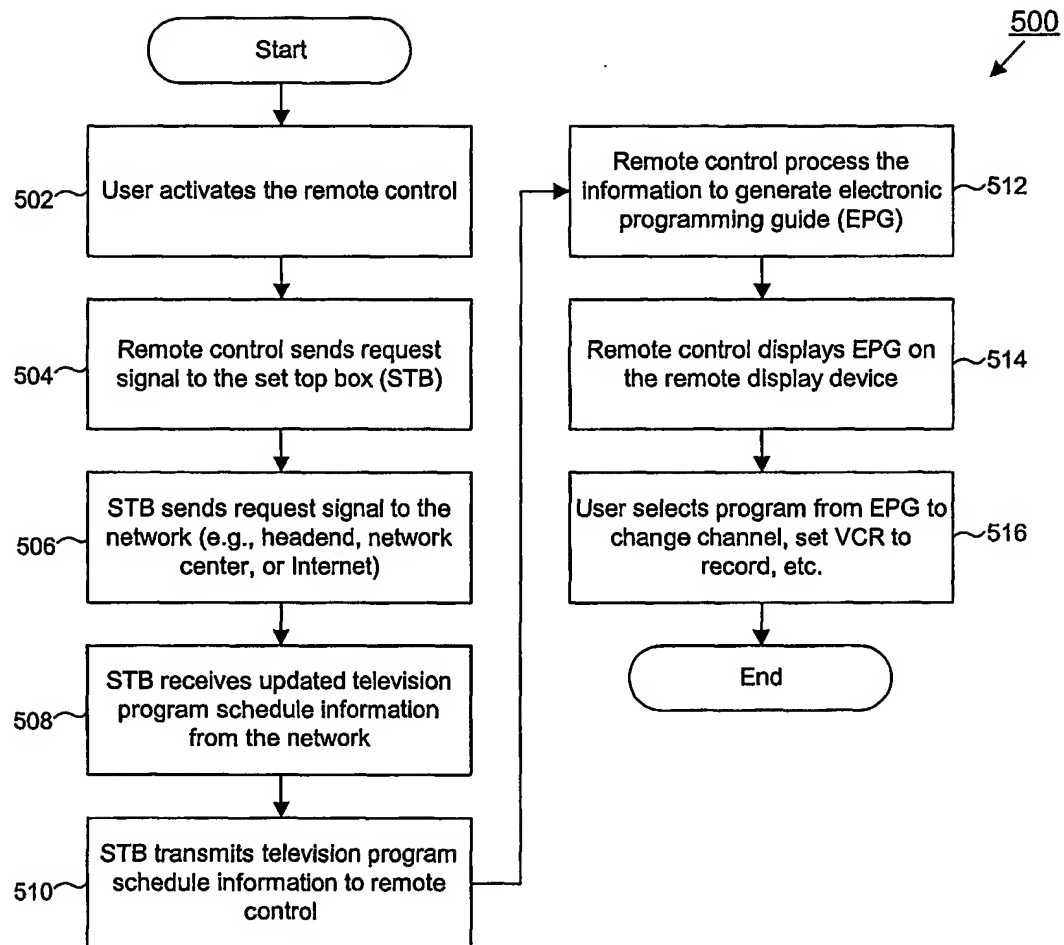 500
Start
502
User activates the remote control
504
Remote control sends request
signal to the set top box (STB)
506
STB sends request signal to the
network (e.g., headend, network
center, or Internet)
508
STB receives updated television
program schedule information
from the network
510
STB transmits television program
schedule information to remote
control
Remote control process the
information to generate electronic
programming guide (EPG)
512
Remote control displays EPG on
the remote display device
514
User selects program from EPG to
change channel, set VCR to
record, etc.
516
End